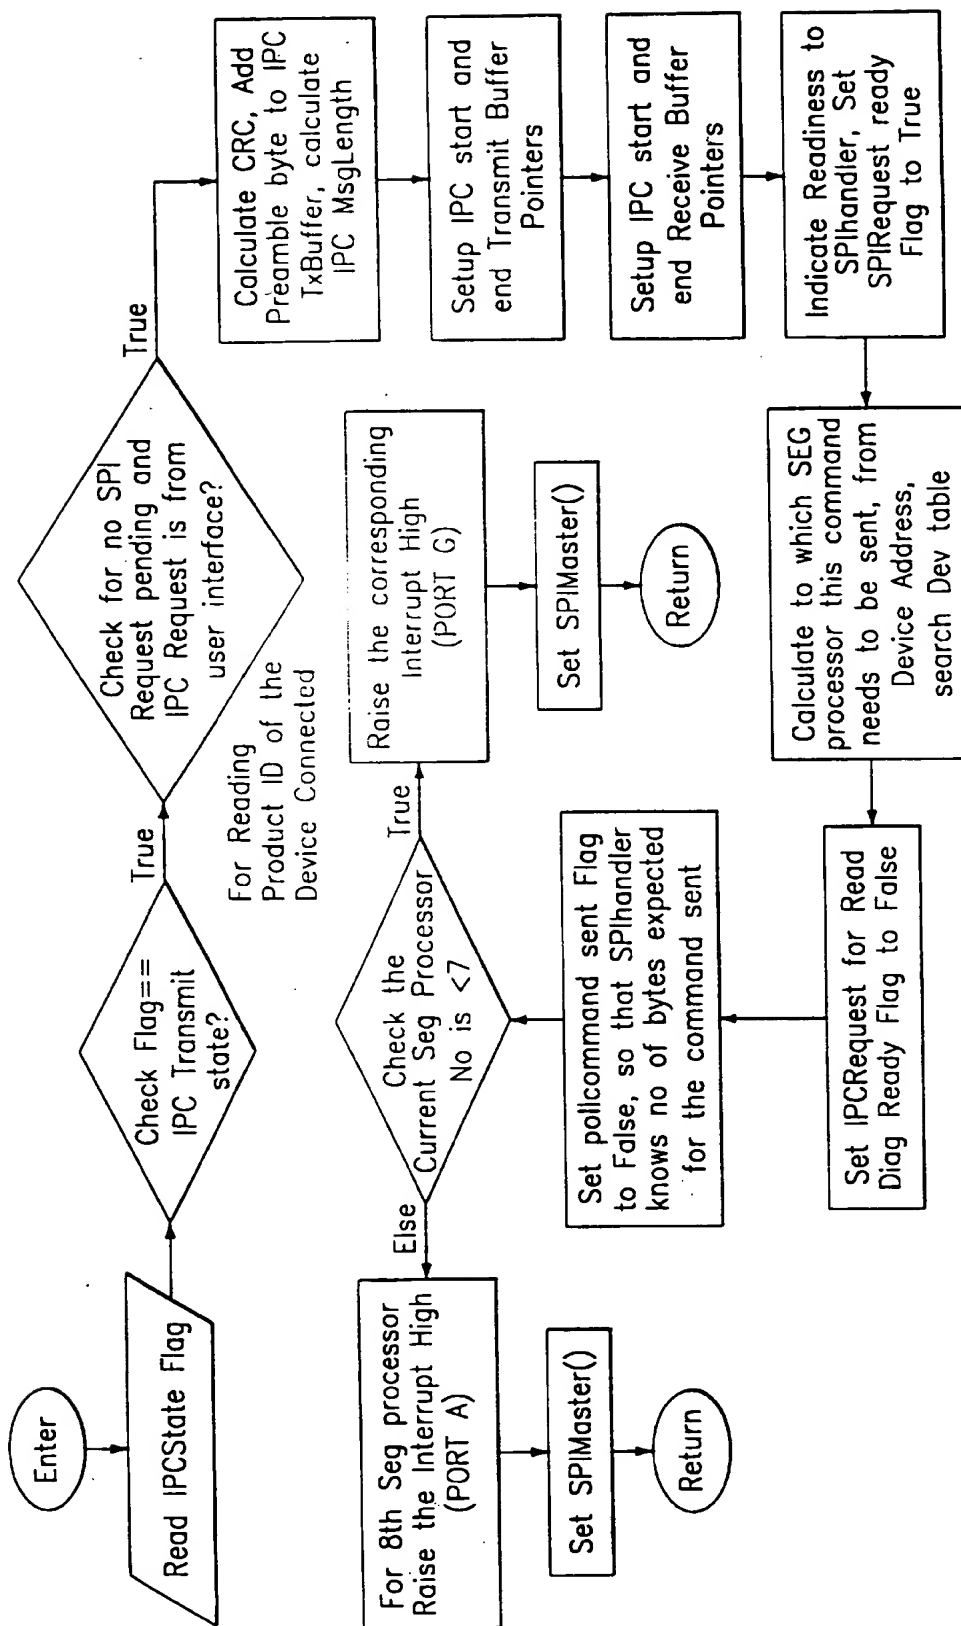 Enter
Read IPCState Flag
Check Flag==
IPC Transmit
state?
True
Check for no SPI
Request pending and
IPC Request is from
user interface?
True
For Reading
Product ID of the
Device Connected
Calculate CRC, Add
Preamble byte to IPC
TxBuffer, calculate
IPC MsgLength
Setup IPC start and
end Transmit Buffer
Pointers
Setup IPC start and
end Receive Buffer
Pointers
Indicate Readiness to
SPIhandler, Set
SPIRequest ready
Flag to True
Calculate to which SEG
processor this command
needs to be sent, from
Device Address,
search Dev table
Set IPCRequest for Read
Diag Ready Flag to False
Set pollcommand sent Flag
to False, so that SPIhandler
knows no of bytes expected
for the command sent
Check the
Current Seg Processor
No is <7
True
Raise the corresponding
Interrupt High
(PORT G)
Set SPIMaster()
Return
Else
For 8th Seg processor
Raise the Interrupt High
(PORT A)
Set SPIMaster()
Return